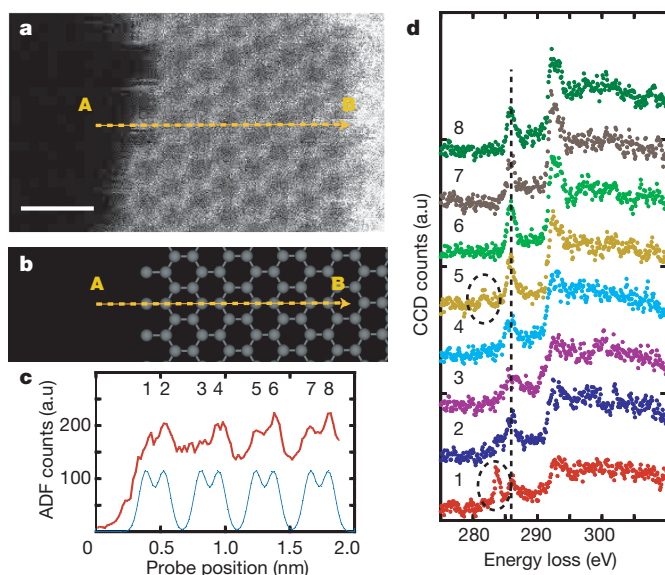 a
A
B
b
A
B
c
1 2 3 4 5 6 7 8
ADF counts (a.u)
200
100
0 0.5 1.0 1.5 2.0
Probe position (nm)
d
CCD counts (a.u)
8
7
6
5
4
3
2
1
280 290 300
Energy loss (eV)